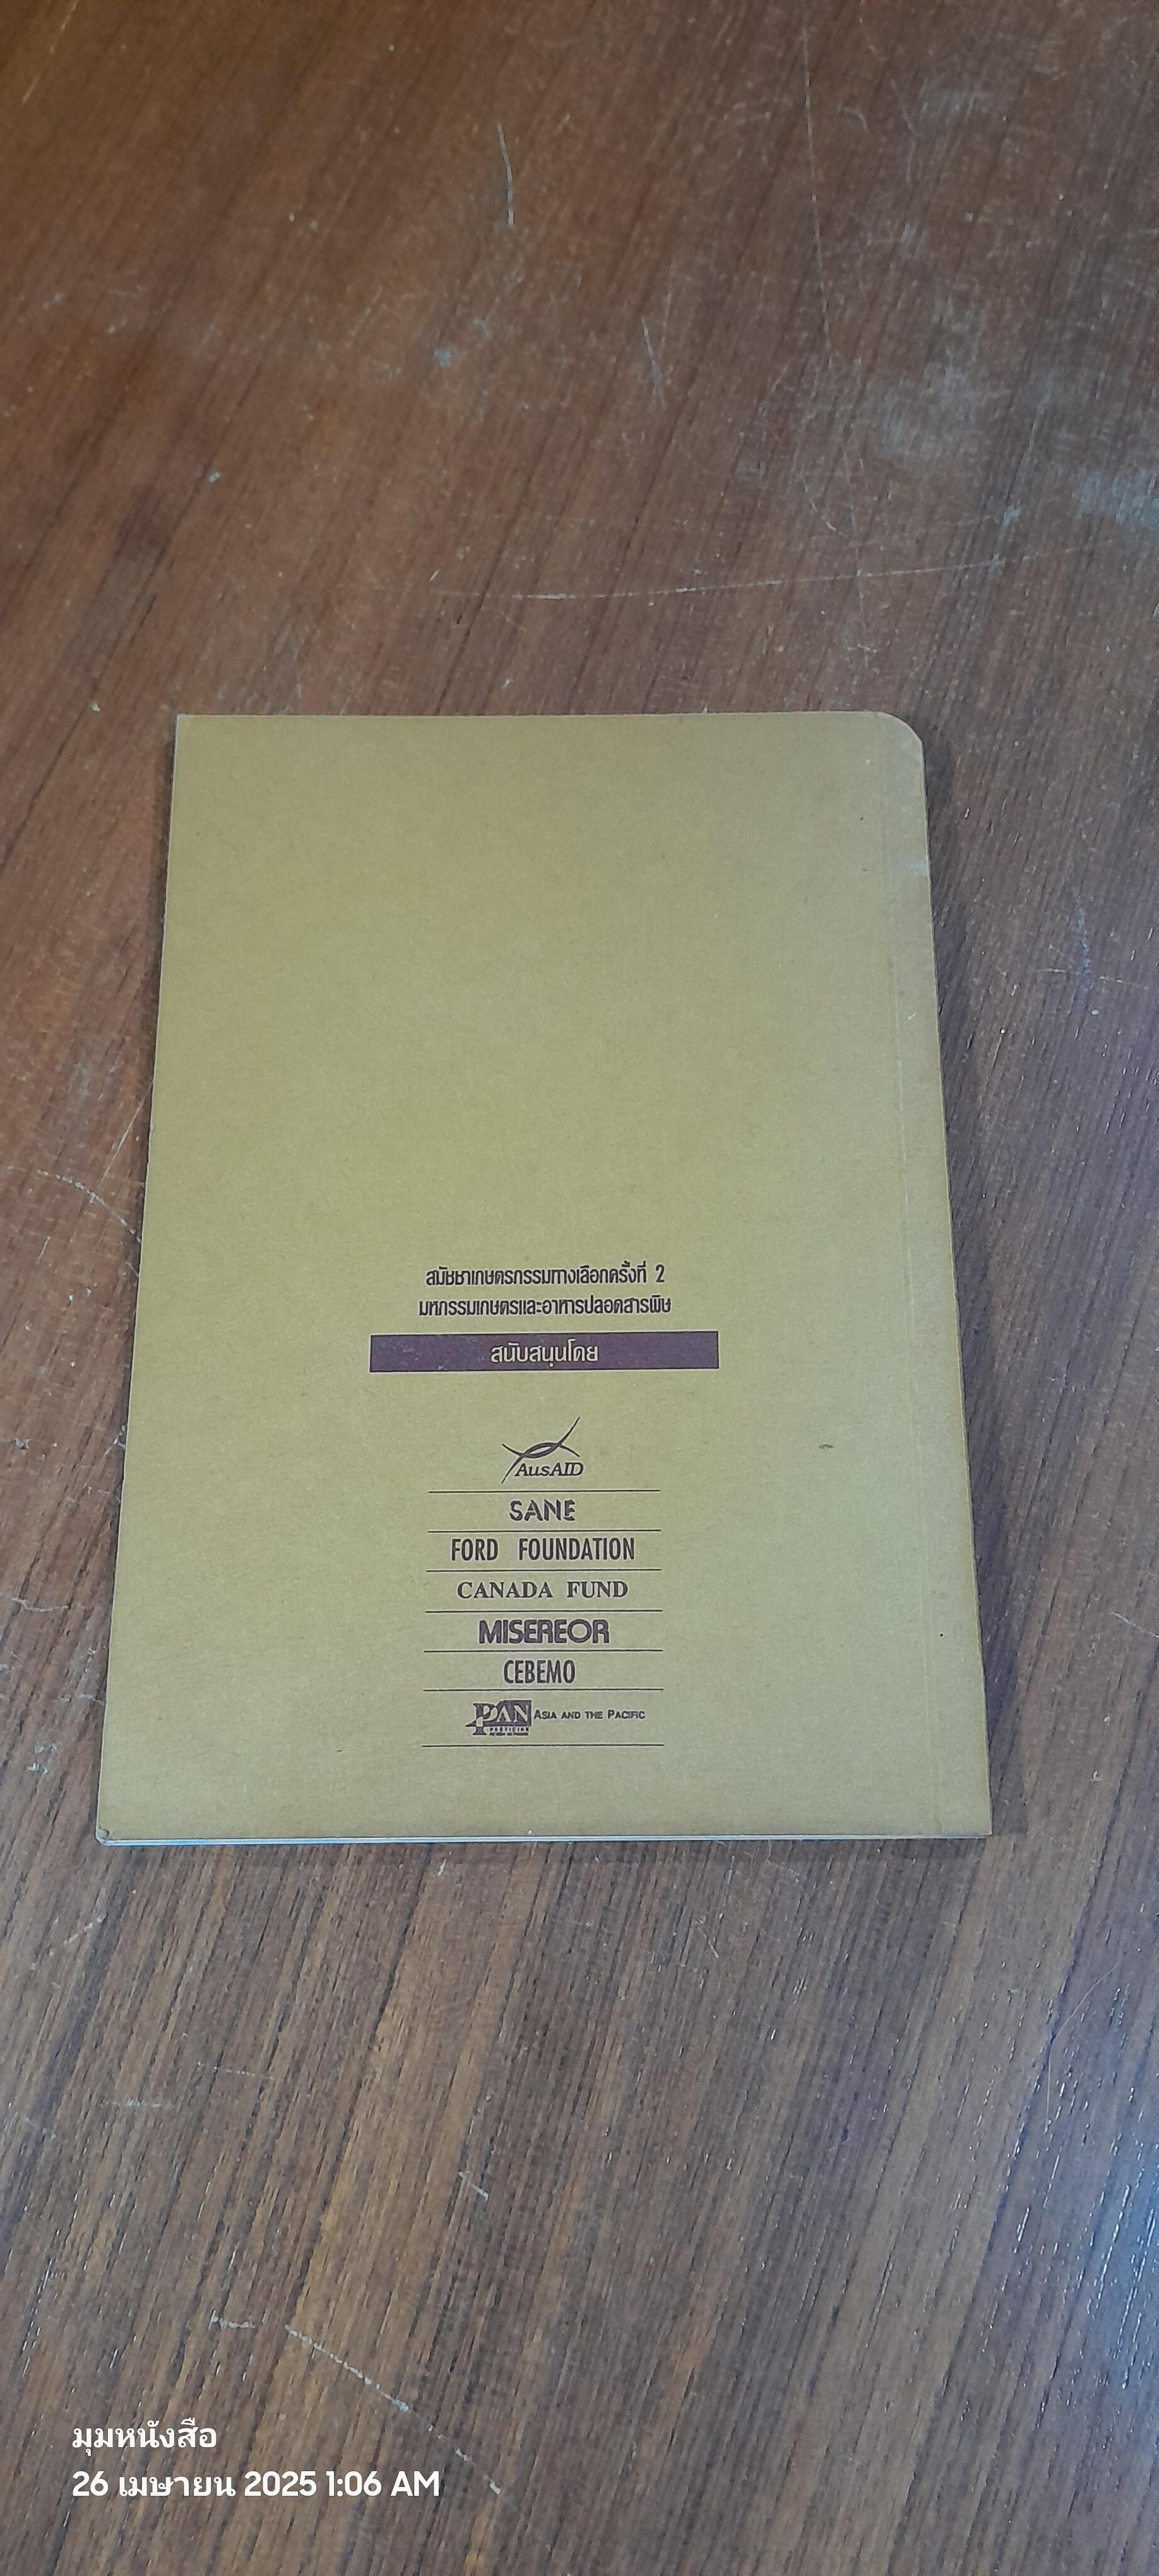 สมัชชาเกษตรกรรมทางเลือกครั้งที่ 2
มหกรรมเกษตรและอาหารปลอดสารพิษ
สนับสนุนโดย
AusAID
SANE
FORD FOUNDATION
CANADA FUND
MISEREOR
CEBEMO
PAN ASIA AND THE PACIFIC
PESTICIDE
มุมหนังสือ
26 เมษายน 2025 1:06 AM